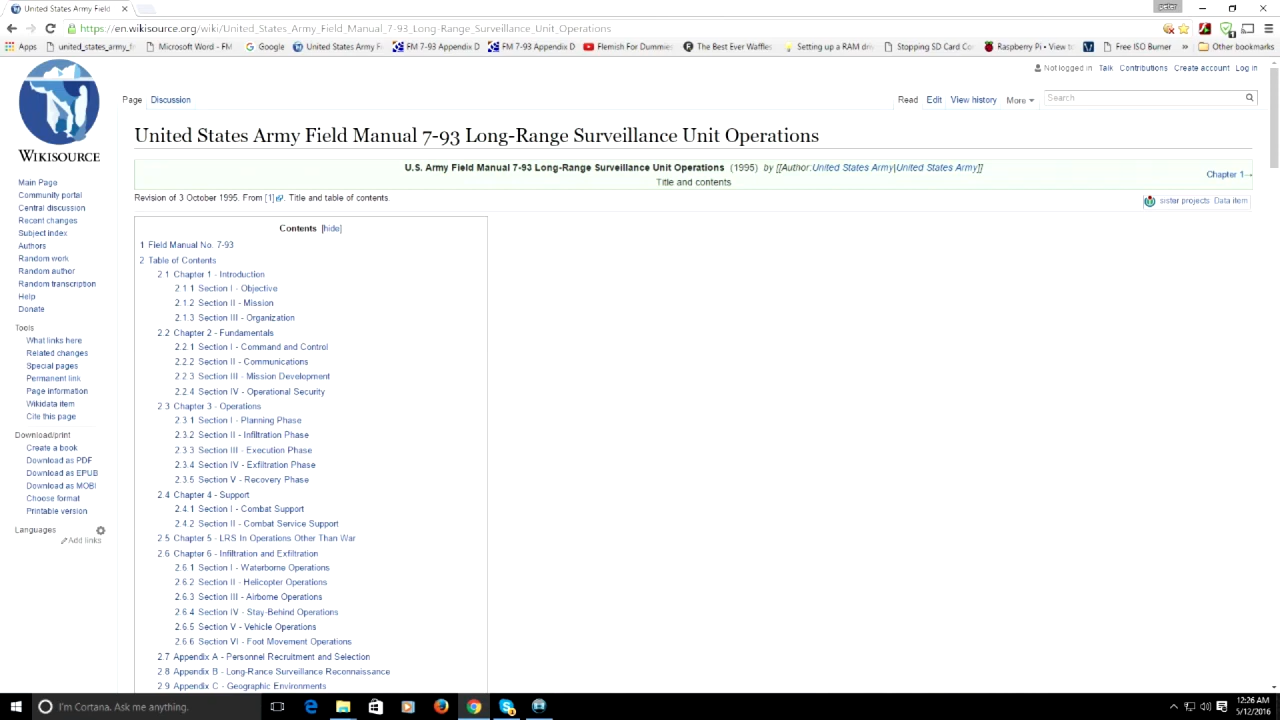 United States Army Field
peter
https://en.wikisource.org/wiki/United_States_Army_Field_Manual_7-93_Long-Range_Surveillance_Unit_Operations
Apps united_states_army_f Microsoft Word - FM Google United States Army F FM 7-93 Appendix D FM 7-93 Appendix D Flemish For Dummies The Best Ever Waffles Setting up a RAM driv Stopping SD Card Cor Raspberry Pi • View to Free ISO Burner » Other bookmarks
Not logged in Talk Contributions Create account Log in
Page Discussion Read Edit View history More Search
WIKISOURCE
United States Army Field Manual 7-93 Long-Range Surveillance Unit Operations
U.S. Army Field Manual 7-93 Long-Range Surveillance Unit Operations (1995) by [[Author:United States Army|United States Army]]
Title and contents
Chapter 1→
Revision of 3 October 1995. From [1]. Title and table of contents
sister projects Data item
Main Page
Community portal
Central discussion
Recent changes
Subject index
Authors
Random work
Random author
Random transcription
Help
Donate
Tools
What links here
Related changes
Special pages
Permanent link
Page information
Wikidata item
Cite this page
Download/print
Create a book
Download as PDF
Download as EPUB
Download as MOBI
Choose format
Printable version
Languages
Add links
Contents [hide]
1 Field Manual No. 7-93
2 Table of Contents
2.1 Chapter 1 - Introduction
2.1.1 Section I - Objective
2.1.2 Section II - Mission
2.1.3 Section III - Organization
2.2 Chapter 2 - Fundamentals
2.2.1 Section I - Command and Control
2.2.2 Section II - Communications
2.2.3 Section III - Mission Development
2.2.4 Section IV - Operational Security
2.3 Chapter 3 - Operations
2.3.1 Section I - Planning Phase
2.3.2 Section II - Infiltration Phase
2.3.3 Section III - Execution Phase
2.3.4 Section IV - Exfiltration Phase
2.3.5 Section V - Recovery Phase
2.4 Chapter 4 - Support
2.4.1 Section I - Combat Support
2.4.2 Section II - Combat Service Support
2.5 Chapter 5 - LRS In Operations Other Than War
2.6 Chapter 6 - Infiltration and Exfiltration
2.6.1 Section I - Waterborne Operations
2.6.2 Section II - Helicopter Operations
2.6.3 Section III - Airborne Operations
2.6.4 Section IV - Stay-Behind Operations
2.6.5 Section V - Vehicle Operations
2.6.6 Section VI - Foot Movement Operations
2.7 Appendix A - Personnel Recruitment and Selection
2.8 Appendix B - Long-Rance Surveillance Reconnaissance
2.9 Appendix C - Geographic Environments
I'm Cortana. Ask me anything.
12:26 AM
5/12/2016